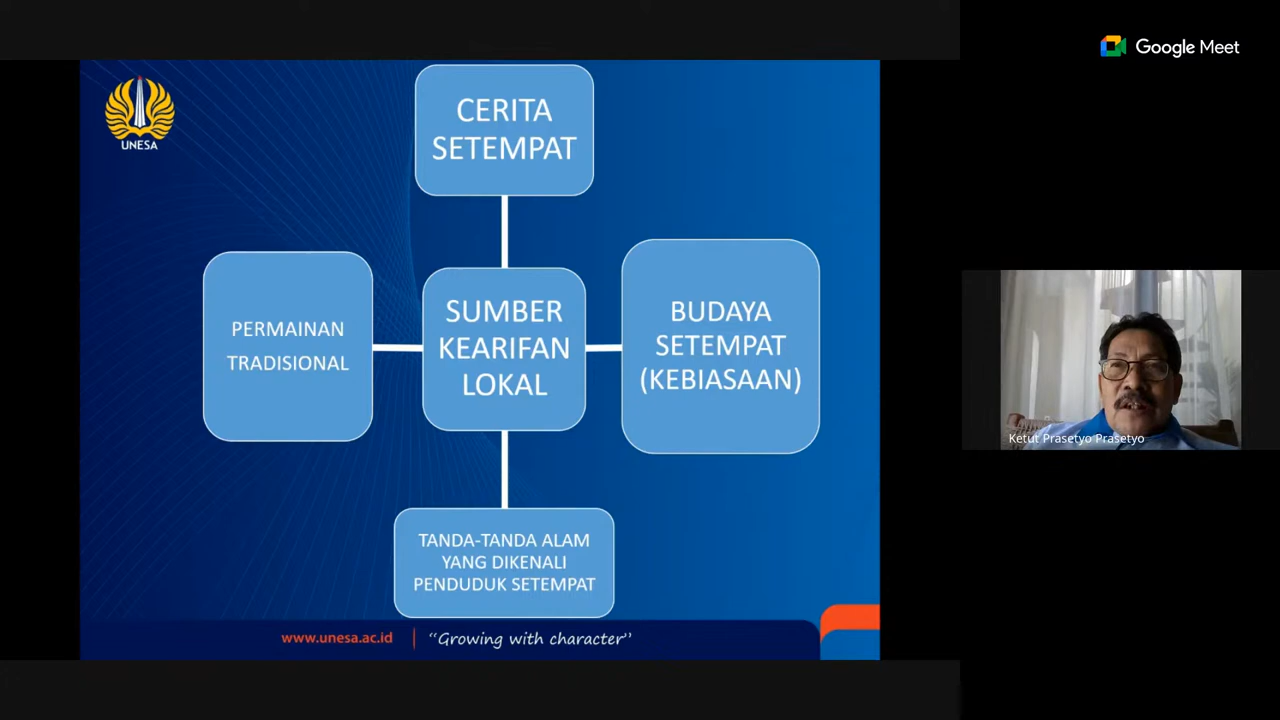 Google Meet
UNESA
CERITA
SETEMPAT
PERMAINAN
TRADISIONAL
SUMBER
KEARIFAN
LOKAL
BUDAYA
SETEMPAT
(KEBIASAAN)
TANDA-TANDA ALAM
YANG DIKENALI
PENDUDUK SETEMPAT
www.unesa.ac.id
“Growing with character”
Ketut Prasetyo Prasetyo